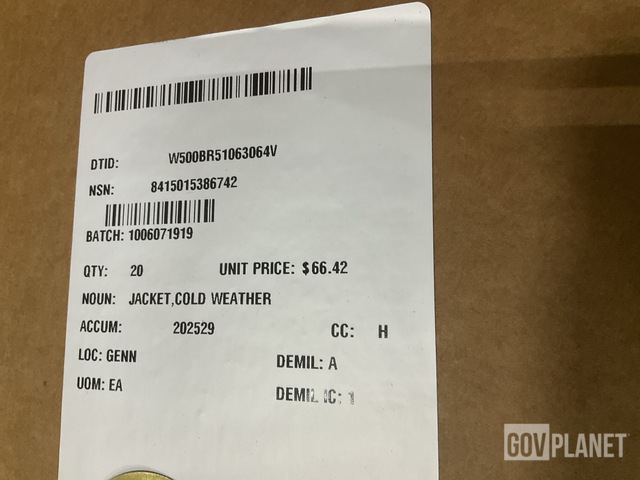 DTID: W500BR51063064V
NSN: 8415015386742
BATCH: 1006071919
QTY: 20 UNIT PRICE: $66.42
NOUN: JACKET,COLD WEATHER
ACCUM: 202529 CC: H
LOC: GENN DEMIL: A
UOM: EA DEMIL IC: 1
GOVPLANET